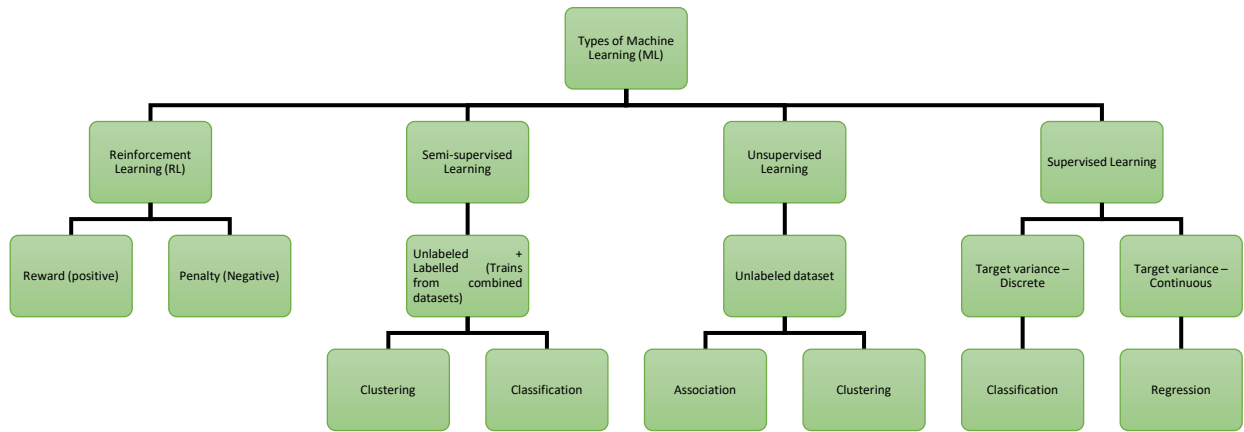 Types of Machine
Learning (ML)
Reinforcement
Learning (RL)
Semi-supervised
Learning
Unsupervised
Learning
Supervised Learning
Reward (positive)
Penalty (Negative)
Unlabeled +
Labelled (Trains
from combined
datasets)
Unlabeled dataset
Target variance –
Discrete
Target variance –
Continuous
Clustering
Classification
Association
Clustering
Classification
Regression